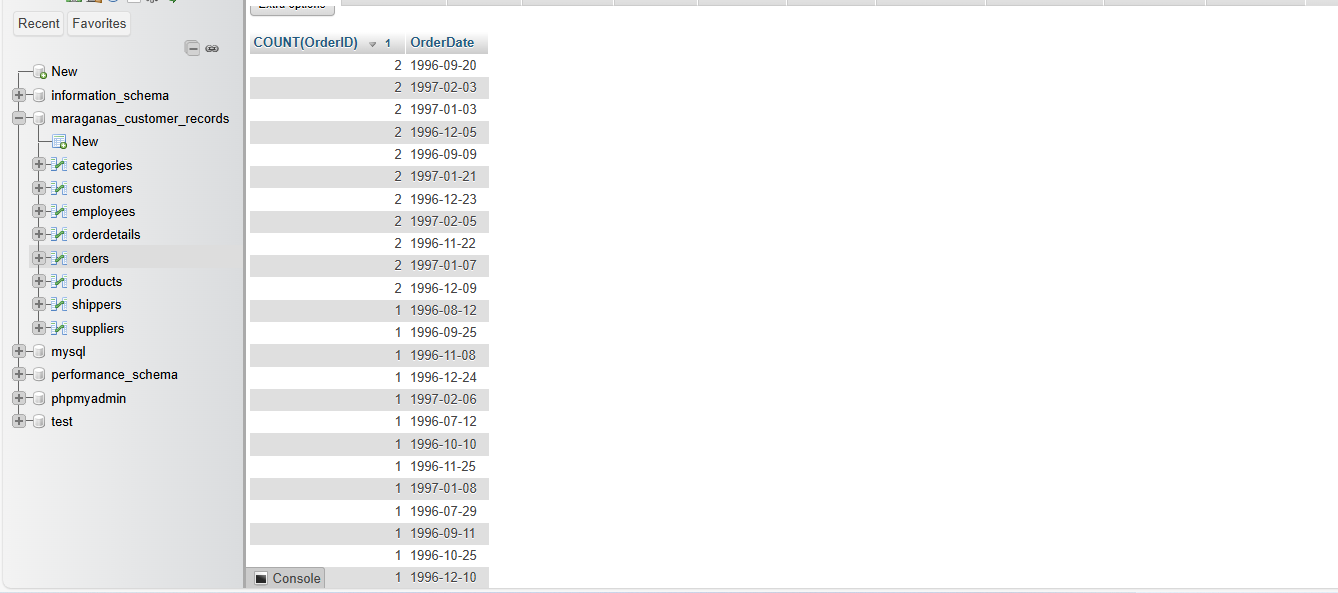 Recent Favorites
New
information_schema
maraganas_customer_records
New
categories
customers
employees
orderdetails
orders
products
shippers
suppliers
mysql
performance_schema
phpmyadmin
test
Extra options
COUNT(OrderID) 1 OrderDate
2 1996-09-20
2 1997-02-03
2 1997-01-03
2 1996-12-05
2 1996-09-09
2 1997-01-21
2 1996-12-23
2 1997-02-05
2 1996-11-22
2 1997-01-07
2 1996-12-09
1 1996-08-12
1 1996-09-25
1 1996-11-08
1 1996-12-24
1 1997-02-06
1 1996-07-12
1 1996-10-10
1 1996-11-25
1 1997-01-08
1 1996-07-29
1 1996-09-11
1 1996-10-25
1 1996-12-10
Console